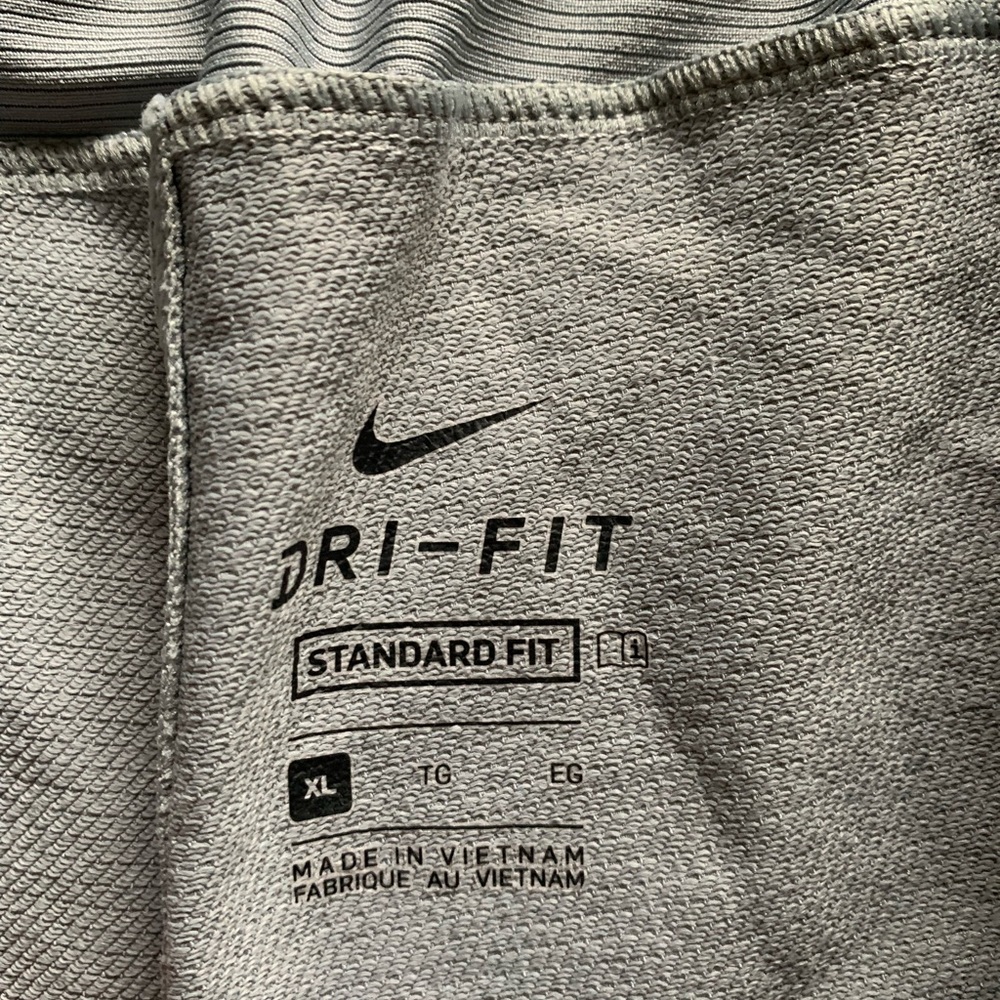 DRI-FIT
STANDARD FIT i
XL TG EG
MADE IN VIETNAM
FABRIQUE AU VIETNAM